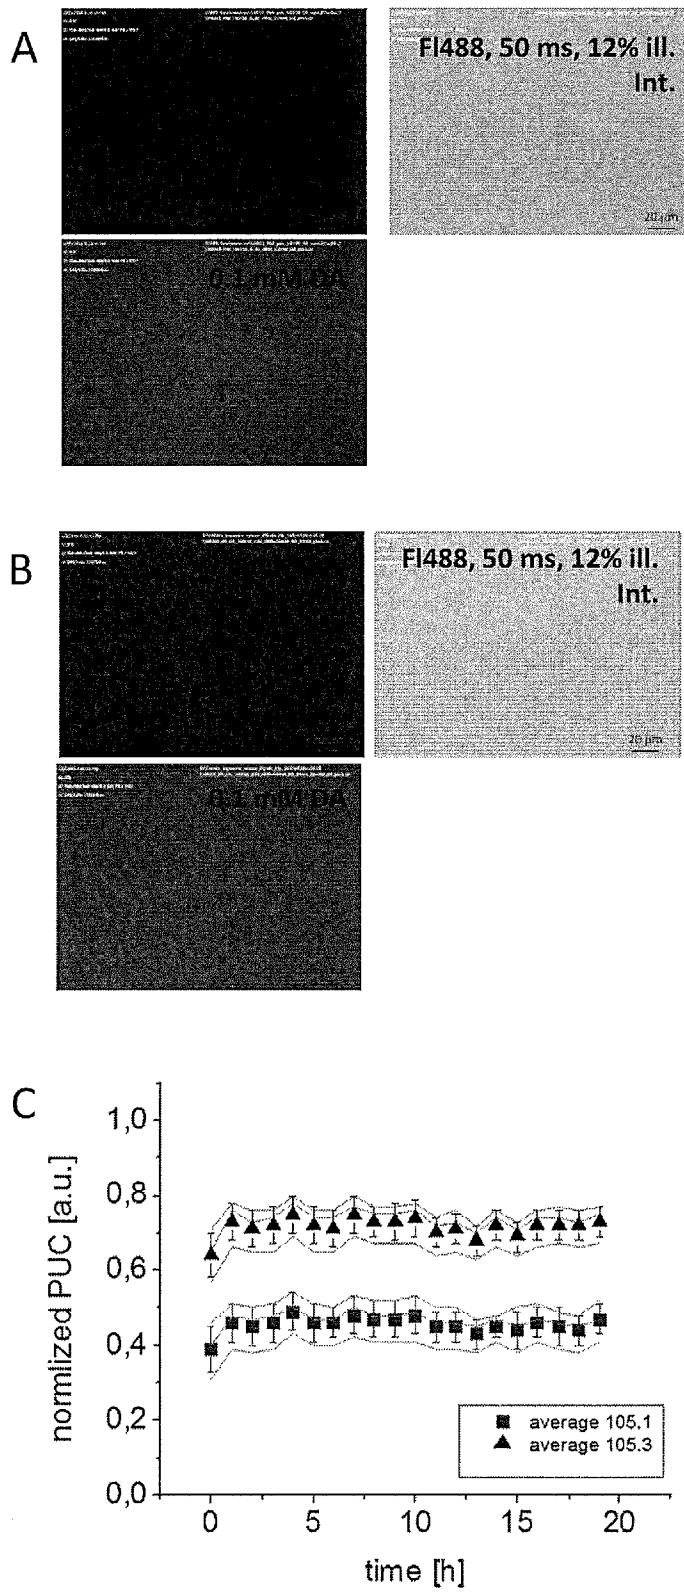 A
Fl488, 50 ms, 12% ill.
Int.
20 µm
0.1 mM DA
B
Fl488, 50 ms, 12% ill.
Int.
20 µm
0.1 mM DA
C
normlized PUC [a.u.]
1,0
0,8
0,6
0,4
0,2
0,0
average 105.1
average 105.3
0 5 10 15 20
time [h]